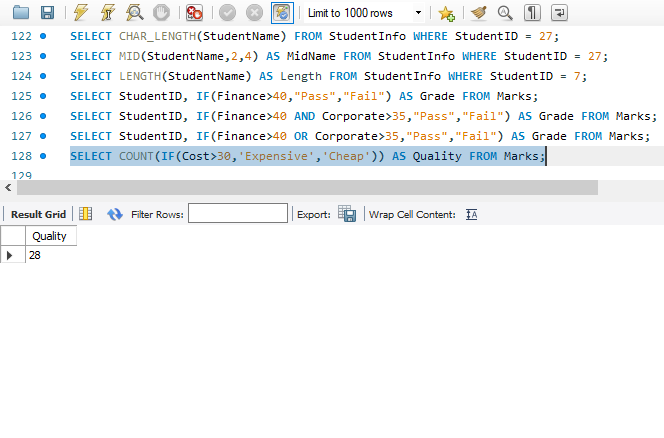 Limit to 1000 rows
122 SELECT CHAR_LENGTH(StudentName) FROM StudentInfo WHERE StudentID = 27;
123 SELECT MID(StudentName,2,4) AS MidName FROM StudentInfo WHERE StudentID = 27;
124 SELECT LENGTH(StudentName) AS Length FROM StudentInfo WHERE StudentID = 7;
125 SELECT StudentID, IF(Finance>40,"Pass","Fail") AS Grade FROM Marks;
126 SELECT StudentID, IF(Finance>40 AND Corporate>35,"Pass","Fail") AS Grade FROM Marks;
127 SELECT StudentID, IF(Finance>40 OR Corporate>35,"Pass","Fail") AS Grade FROM Marks;
128 SELECT COUNT(IF(Cost>30,'Expensive','Cheap')) AS Quality FROM Marks;
129
Result Grid Filter Rows: Export: Wrap Cell Content: IA
Quality
28